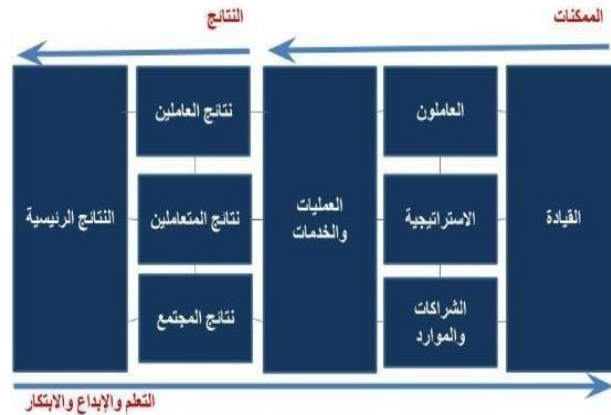 الممكنات
النتائج
القيادة
العاملون
الاستراتيجية
الشراكات
والموارد
العمليات
والخدمات
نتائج العاملين
نتائج المتعاملين
نتائج المجتمع
النتائج الرئيسية
التعلم والإبداع والابتكار